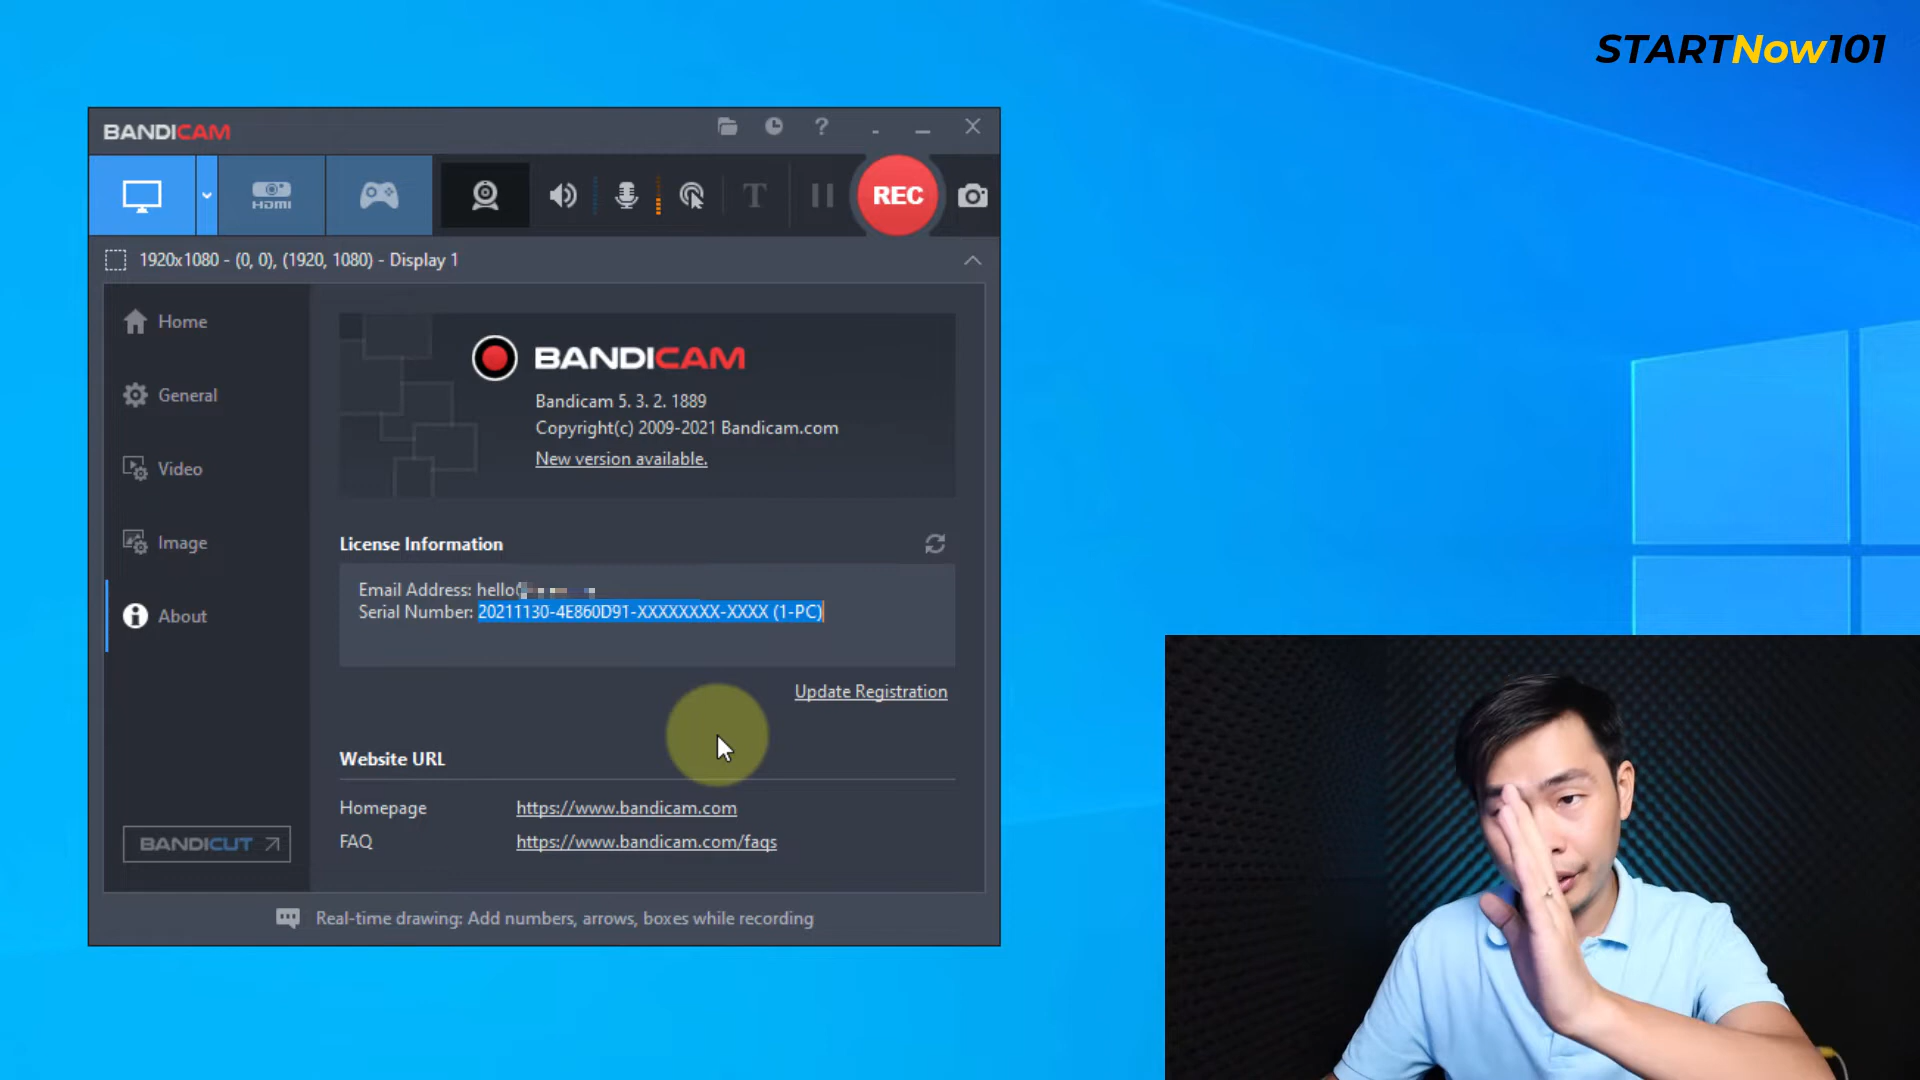 STARTNow101
BANDICAM
HDMI
T
REC
1920x1080 - (0, 0), (1920, 1080) - Display 1
Home
General
Video
Image
About
BANDICUT
BANDICAM
Bandicam 5. 3. 2. 1889
Copyright(c) 2009-2021 Bandicam.com
New version available.
License Information
Email Address: hello
Serial Number: 20211130-4E860D91-XXXXXXXX-XXXX (1-PC)
Update Registration
Website URL
Homepage https://www.bandicam.com
FAQ https://www.bandicam.com/faqs
Real-time drawing: Add numbers, arrows, boxes while recording